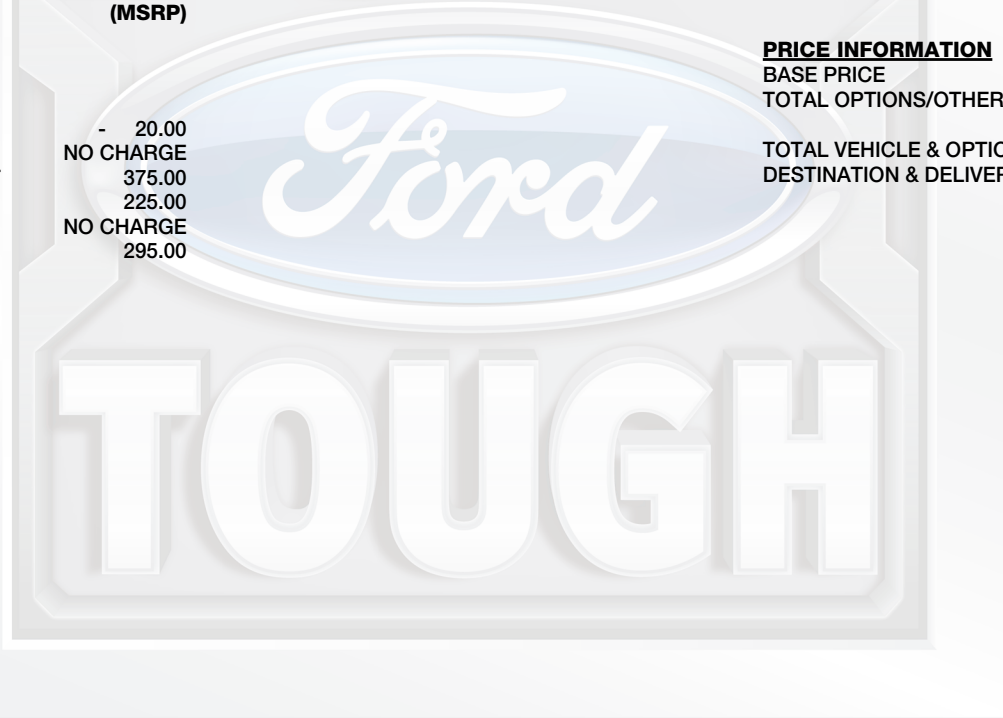 (MSRP)
- 20.00
NO CHARGE
375.00
225.00
NO CHARGE
295.00
PRICE INFORMATION
BASE PRICE
TOTAL OPTIONS/OTHER
TOTAL VEHICLE & OPTIO
DESTINATION & DELIVER
Ford
TOUGH